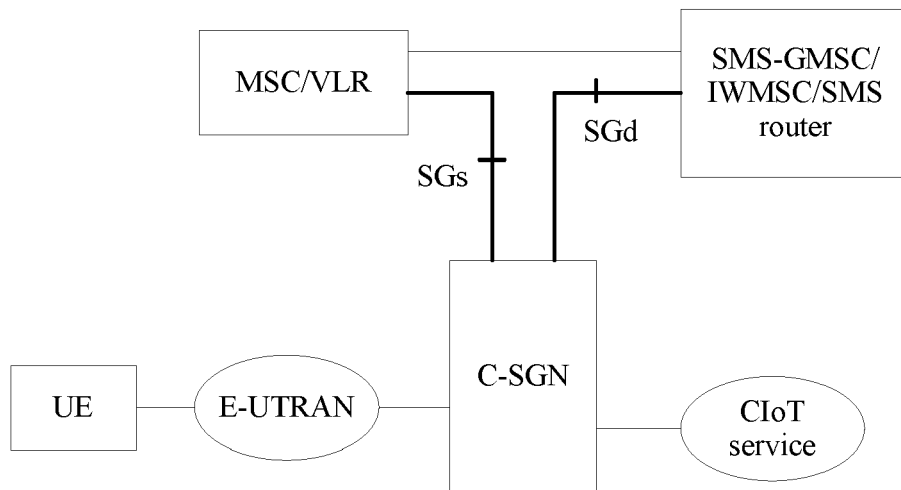 MSC/VLR
SMS-GMSC/
IWMSC/SMS
router
SGd
SGs
C-SGN
UE
E-UTRAN
CIoT
service